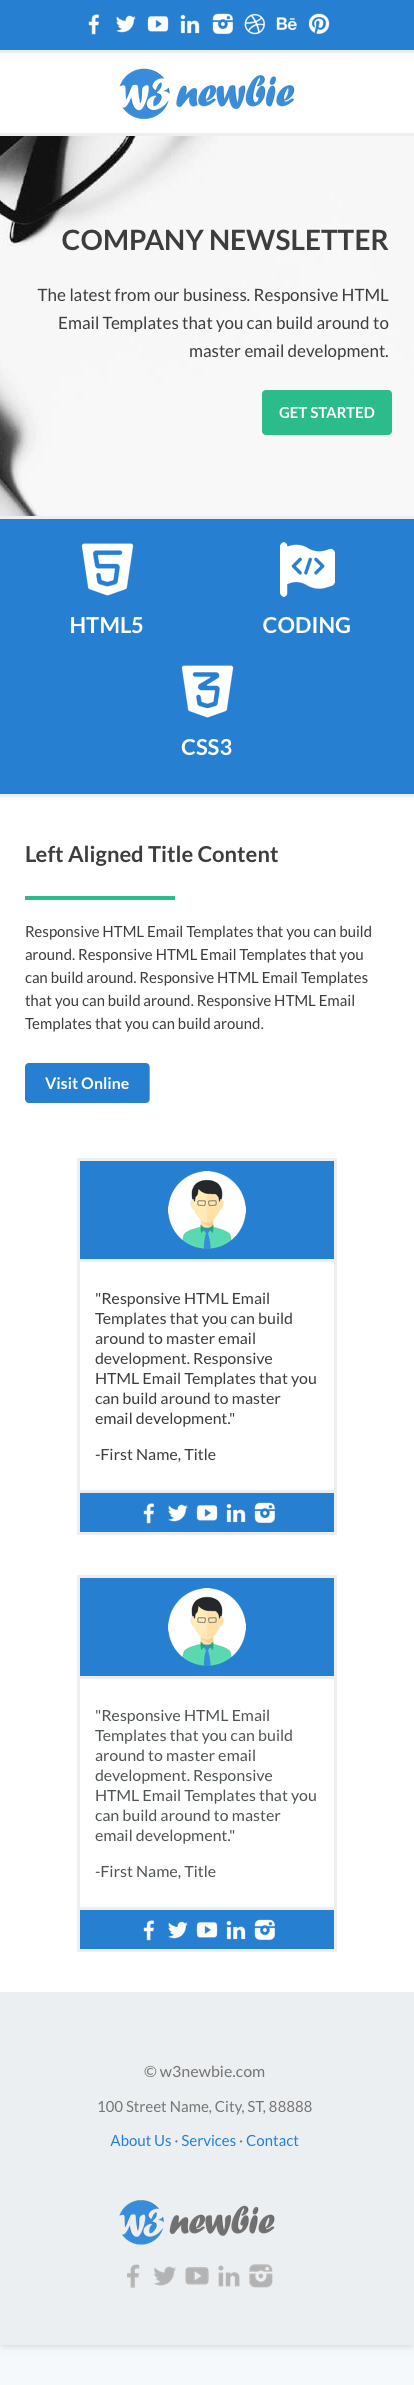 Bē
w3 newbie
COMPANY NEWSLETTER
The latest from our business. Responsive HTML
Email Templates that you can build around to
master email development.
GET STARTED
HTML5
CODING
CSS3
Left Aligned Title Content
Responsive HTML Email Templates that you can build
around. Responsive HTML Email Templates that you
can build around. Responsive HTML Email Templates
that you can build around. Responsive HTML Email
Templates that you can build around.
Visit Online
"Responsive HTML Email
Templates that you can build
around to master email
development. Responsive
HTML Email Templates that you
can build around to master
email development."
-First Name, Title
"Responsive HTML Email
Templates that you can build
around to master email
development. Responsive
HTML Email Templates that you
can build around to master
email development."
-First Name, Title
© w3newbie.com
100 Street Name, City, ST, 88888
About Us · Services · Contact
w3 newbie